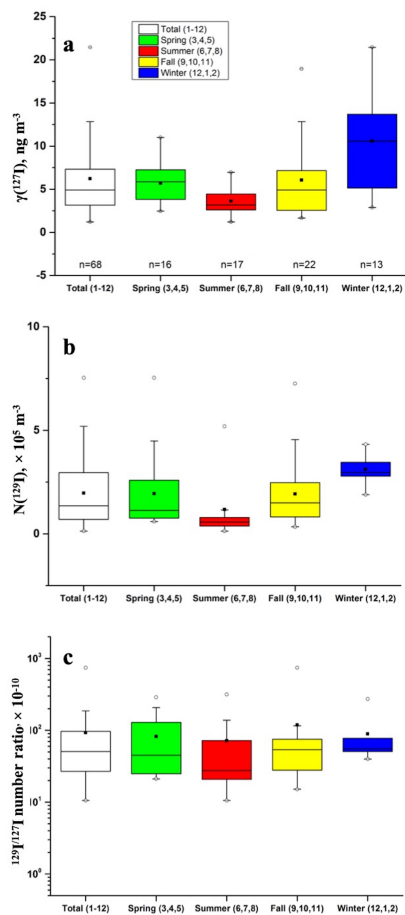 a
Total (1-12)
Spring (3,4,5)
Summer (6,7,8)
Fall (9,10,11)
Winter (12,1,2)
γ(¹²⁷I), ng m⁻³
25
20
15
10
5
0
-5
n=68 n=16 n=17 n=22 n=13
Total (1-12) Spring (3,4,5) Summer (6,7,8) Fall (9,10,11) Winter (12,1,2)
b
N(¹²⁹I), × 10⁵ m⁻³
10
5
0
Total (1-12) Spring (3,4,5) Summer (6,7,8) Fall (9,10,11) Winter (12,1,2)
c
¹²⁹I/¹²⁷I number ratio, × 10⁻¹⁰
10³
10²
10¹
10⁰
Total (1-12) Spring (3,4,5) Summer (6,7,8) Fall (9,10,11) Winter (12,1,2)